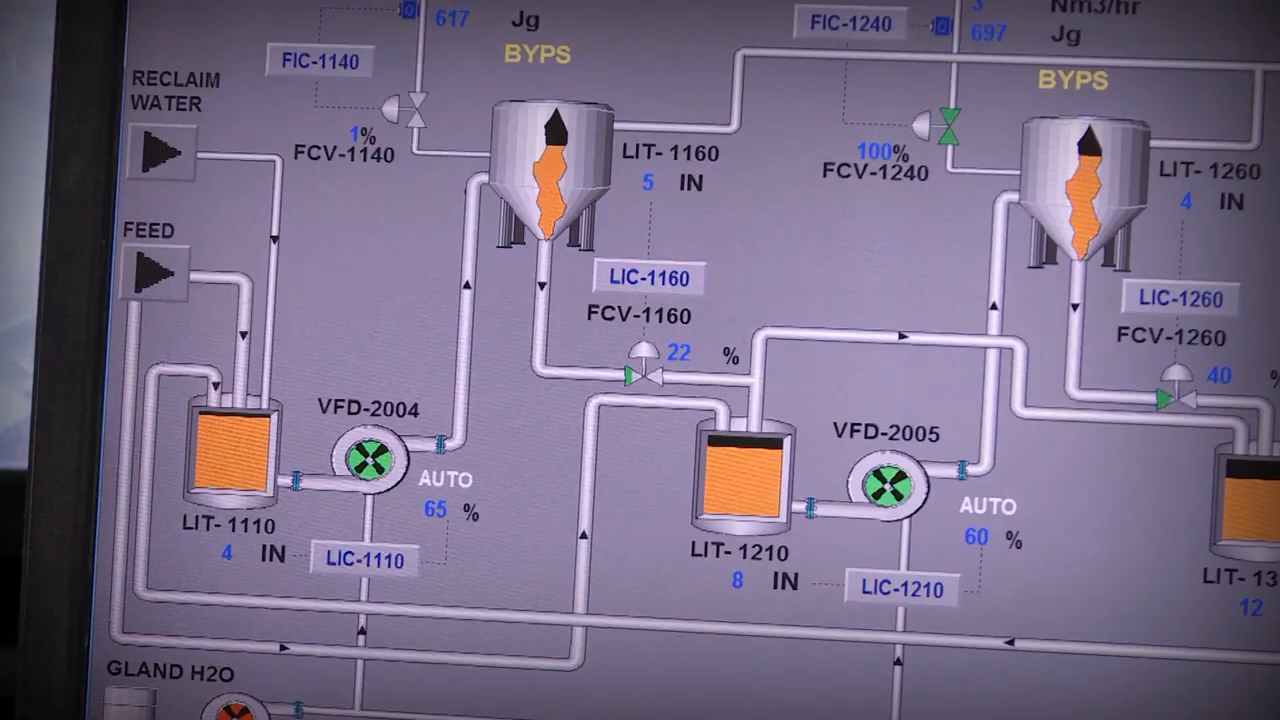 617 Jg
BYPS
FIC-1140
RECLAIM
WATER
1%
FCV-1140
FIC-1240
Nm3/hr
697 Jg
BYPS
LIT- 1160
5 IN
100%
FCV-1240
LIT- 1260
4 IN
FEED
LIC-1160
FCV-1160
22 %
LIC-1260
FCV-1260
40
VFD-2004
AUTO
65 %
VFD-2005
AUTO
60 %
LIT- 1110
4 IN
LIC-1110
LIT- 1210
8 IN
LIC-1210
LIT- 13
12
GLAND H2O